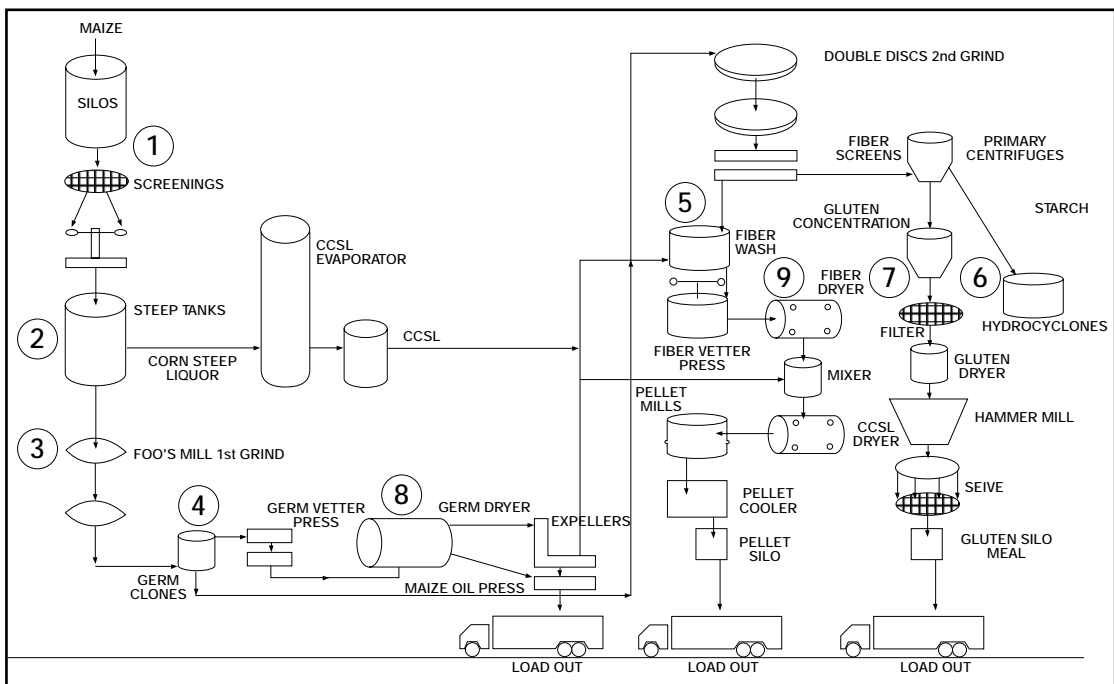 MAIZE
SILOS
1
SCREENINGS
2
STEEP TANKS
CORN STEEP
LIQUOR
CCSL
EVAPORATOR
CCSL
3
FOO'S MILL 1st GRIND
4
GERM
CLONES
GERM VETTER
PRESS
8
GERM DRYER
EXPELLERS
MAIZE OIL PRESS
LOAD OUT
DOUBLE DISCS 2nd GRIND
5
FIBER
WASH
FIBER VETTER
PRESS
9
FIBER
DRYER
MIXER
CCSL
DRYER
PELLET
MILLS
PELLET
COOLER
PELLET
SILO
LOAD OUT
FIBER
SCREENS
PRIMARY
CENTRIFUGES
STARCH
GLUTEN
CONCENTRATION
7
6
FILTER
HYDROCYCLONES
GLUTEN
DRYER
HAMMER MILL
SEIVE
GLUTEN SILO
MEAL
LOAD OUT